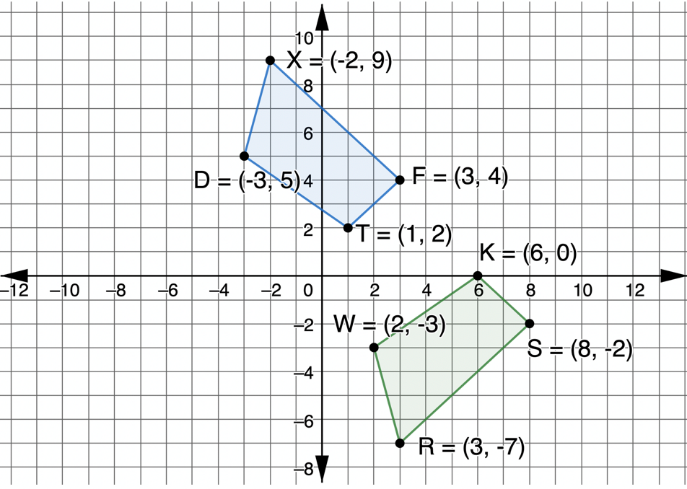 10
X = (-2, 9)
8
6
D = (-3, 5)
4
F = (3, 4)
2
T = (1, 2)
K = (6, 0)
–12 –10 –8 –6 –4 –2 0 2 4 6 8 10 12
W = (2, -3)
–2
S = (8, -2)
–4
–6
R = (3, -7)
–8